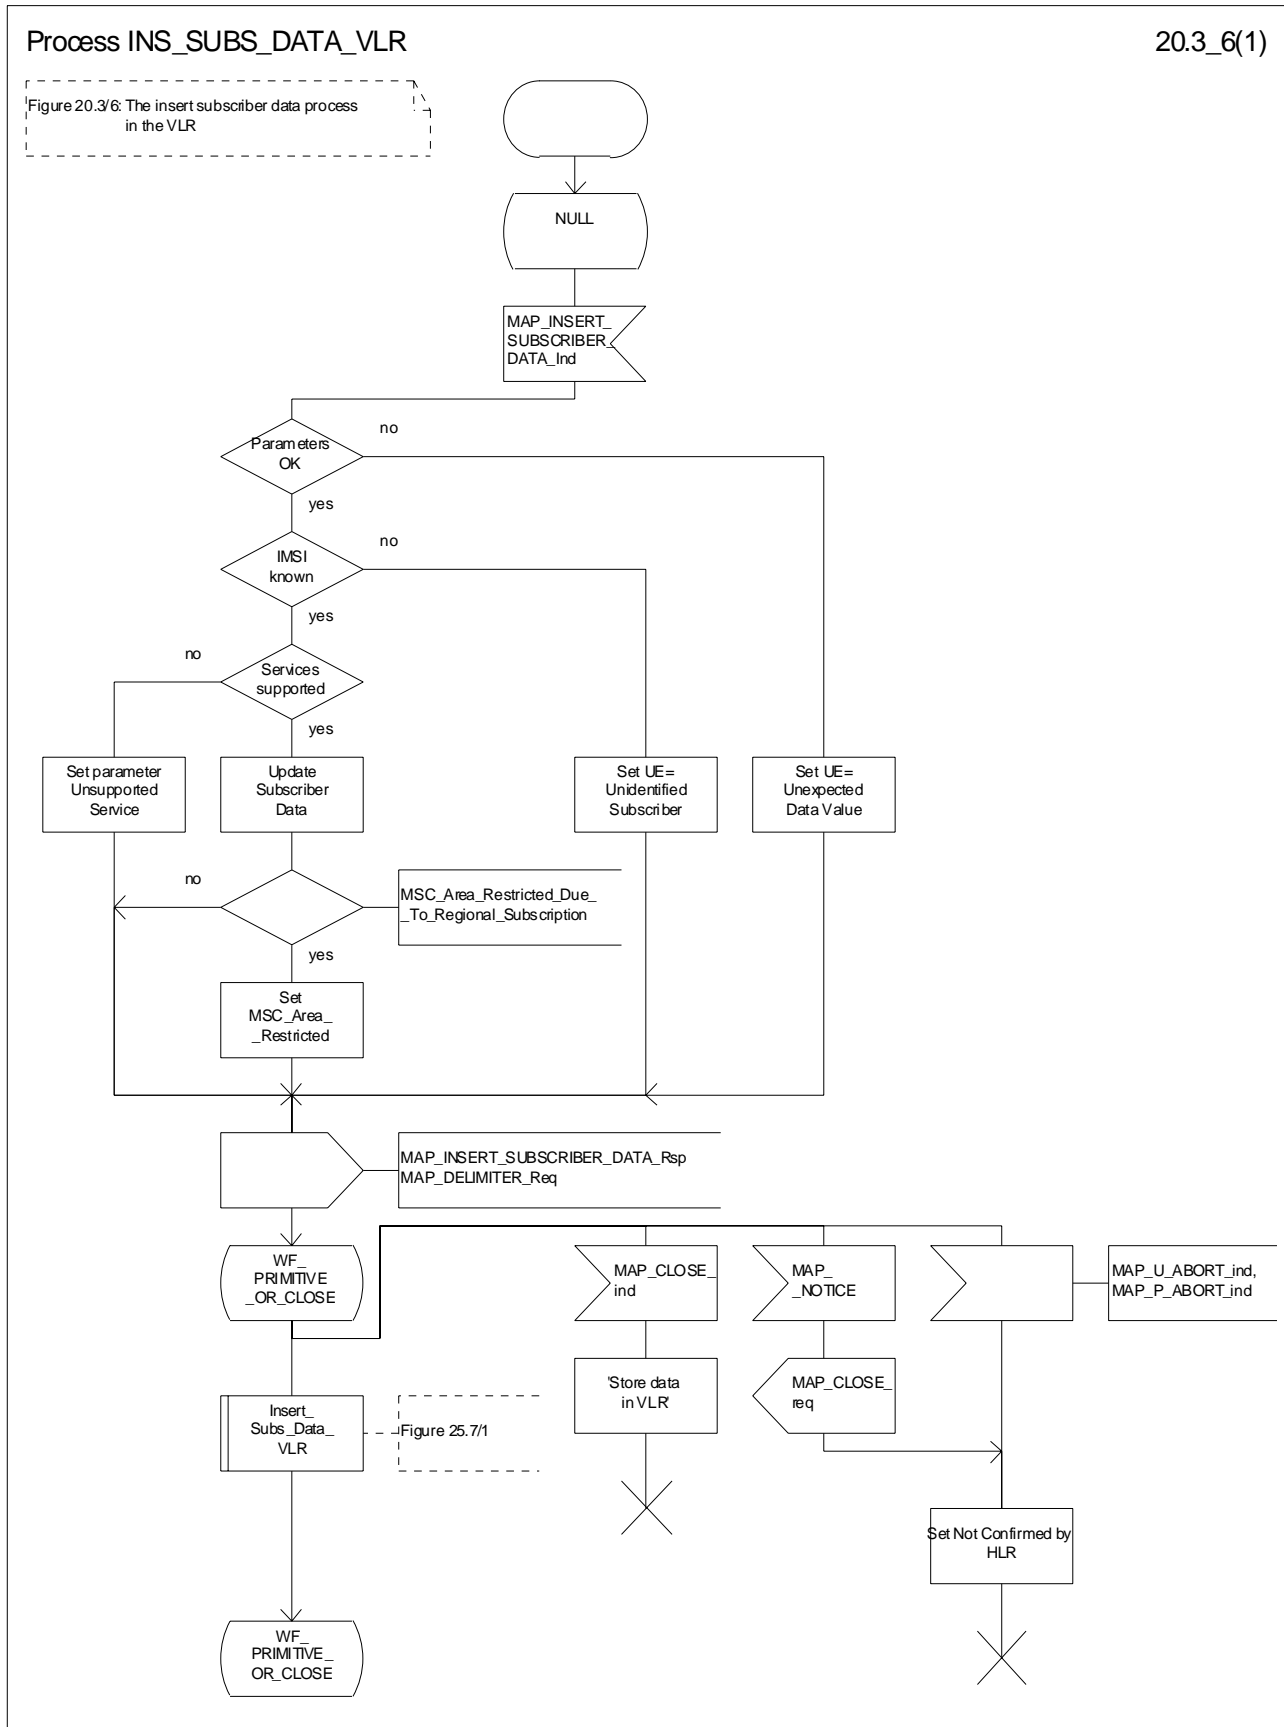 Process INS_SUBS_DATA_VLR
20.3_6(1)
Figure 20.3/6: The insert subscriber data process
in the VLR
NULL
MAP_INSERT_
SUBSCRIBER_
DATA_Ind
Parameters
OK
no
yes
IMSI
known
no
yes
no
Services
supported
yes
Set parameter
Unsupported
Service
Update
Subscriber
Data
Set UE=
Unidentified
Subscriber
Set UE=
Unexpected
Data Value
no
MSC_Area_Restricted_Due_
_To_Regional_Subscription
yes
Set
MSC_Area_
_Restricted
MAP_INSERT_SUBSCRIBER_DATA_Rsp
MAP_DELIMITER_Req
WF_
PRIMITIVE
_OR_CLOSE
MAP_CLOSE_
ind
MAP_
_NOTICE
MAP_U_ABORT_ind,
MAP_P_ABORT_ind
'Store data
in VLR'
MAP_CLOSE_
req
Insert_
Subs_Data_
VLR
Figure 25.7/1
Set Not Confirmed by
HLR
WF_
PRIMITIVE_
OR_CLOSE